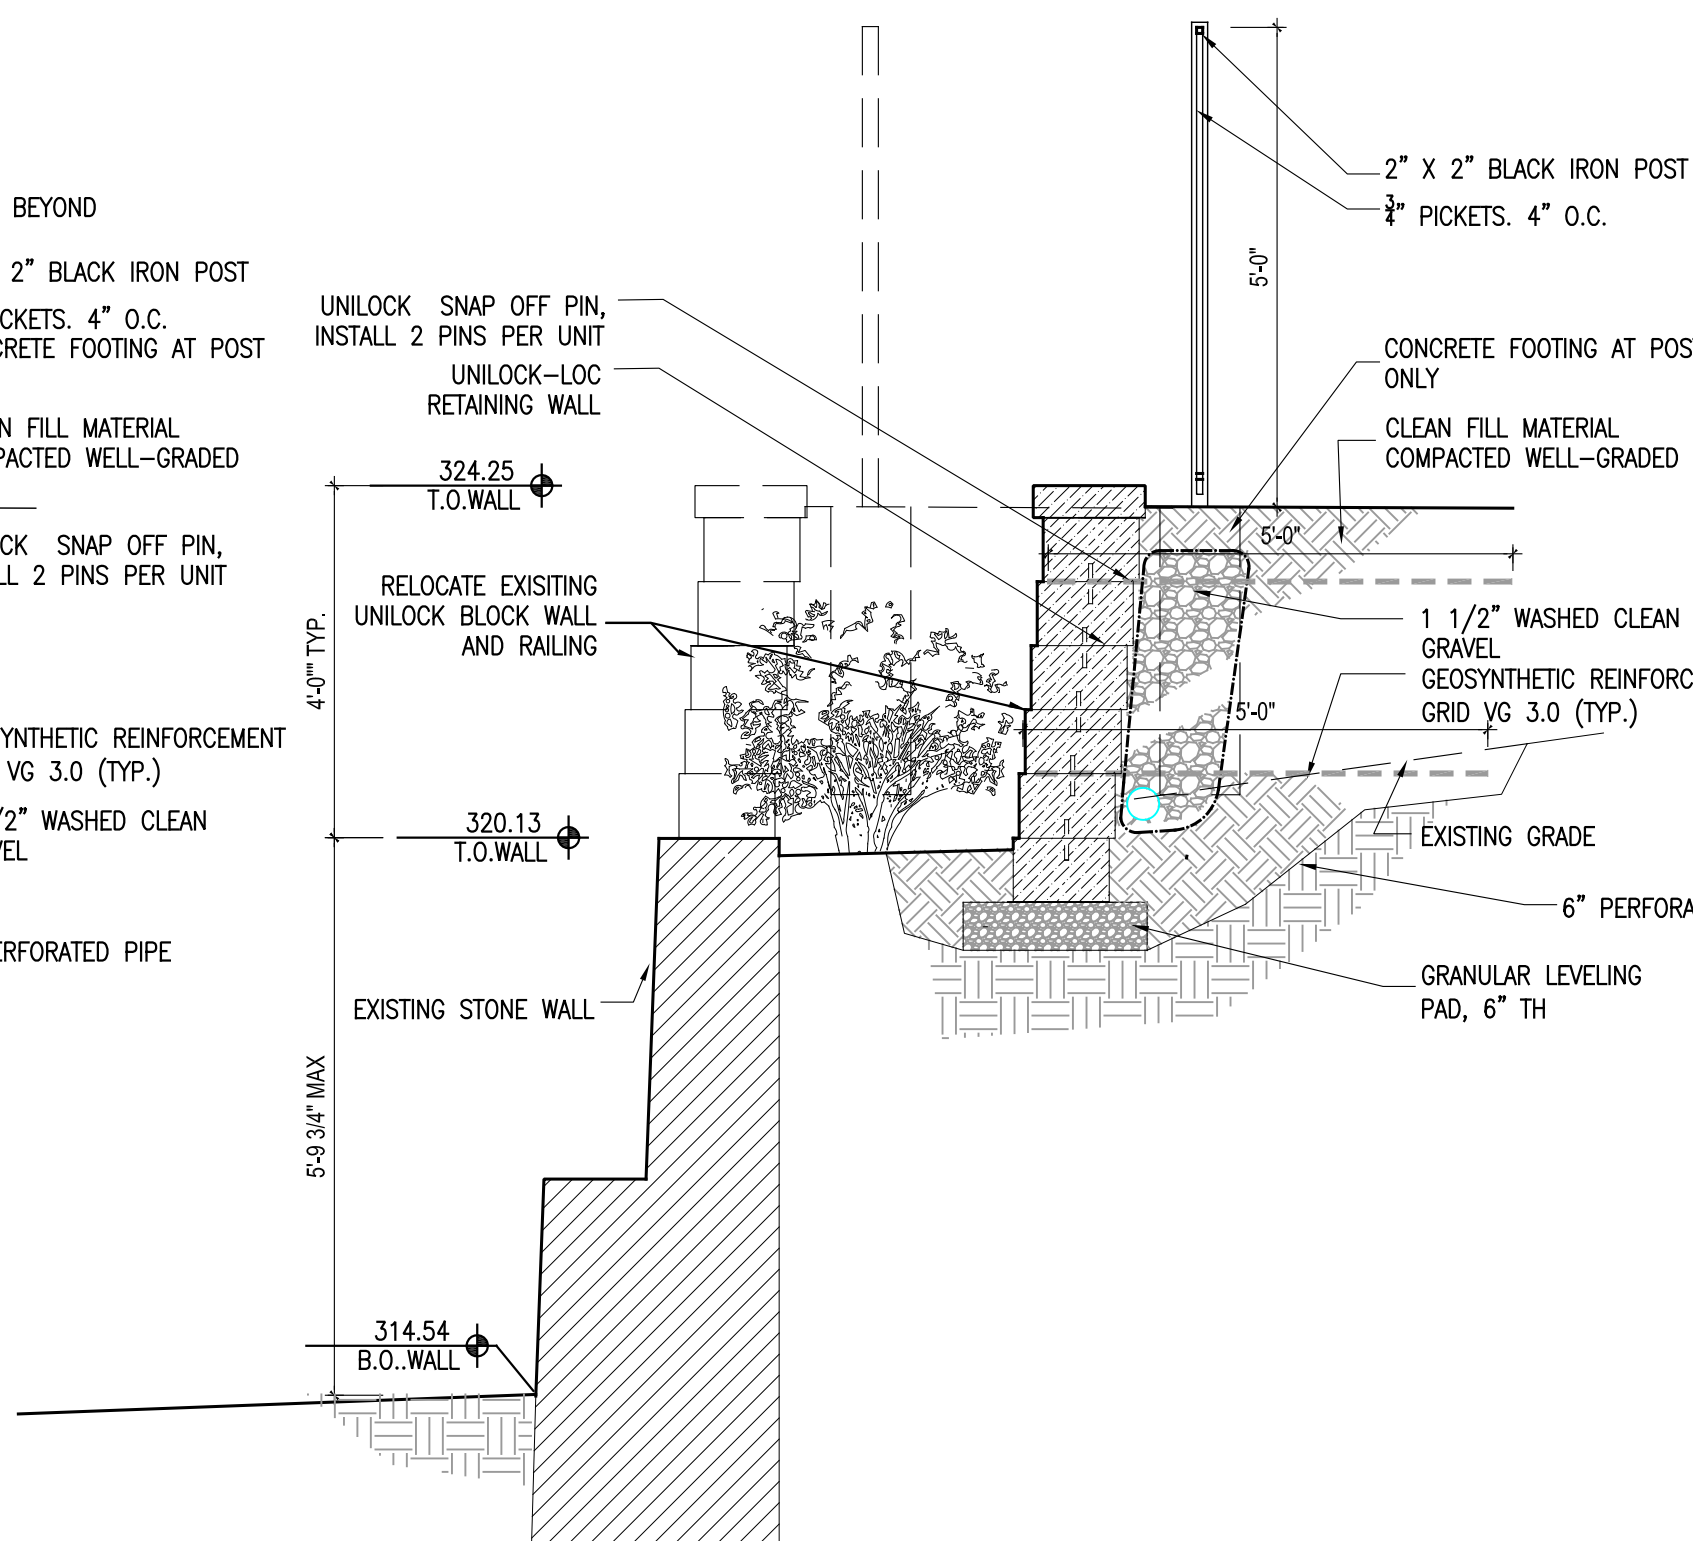 BEYOND
2" BLACK IRON POST
CKETS. 4" O.C.
CRETE FOOTING AT POST
N FILL MATERIAL
PACTED WELL-GRADED
CK SNAP OFF PIN,
LL 2 PINS PER UNIT
SYNTHETIC REINFORCEMENT
VG 3.0 (TYP.)
/2" WASHED CLEAN
VEL
ERFORATED PIPE
UNILOCK SNAP OFF PIN,
INSTALL 2 PINS PER UNIT
UNILOCK-LOC
RETAINING WALL
324.25
T.O.WALL
RELOCATE EXISITING
UNILOCK BLOCK WALL
AND RAILING
4'-0"" TYP.
320.13
T.O.WALL
EXISTING STONE WALL
5'-9 3/4" MAX
314.54
B.O..WALL
2" X 2" BLACK IRON POST
3/4" PICKETS. 4" O.C.
5'-0"
CONCRETE FOOTING AT POS
ONLY
CLEAN FILL MATERIAL
COMPACTED WELL-GRADED
5'-0"
1 1/2" WASHED CLEAN
GRAVEL
GEOSYNTHETIC REINFORC
GRID VG 3.0 (TYP.)
5'-0"
EXISTING GRADE
6" PERFORA
GRANULAR LEVELING
PAD, 6" TH